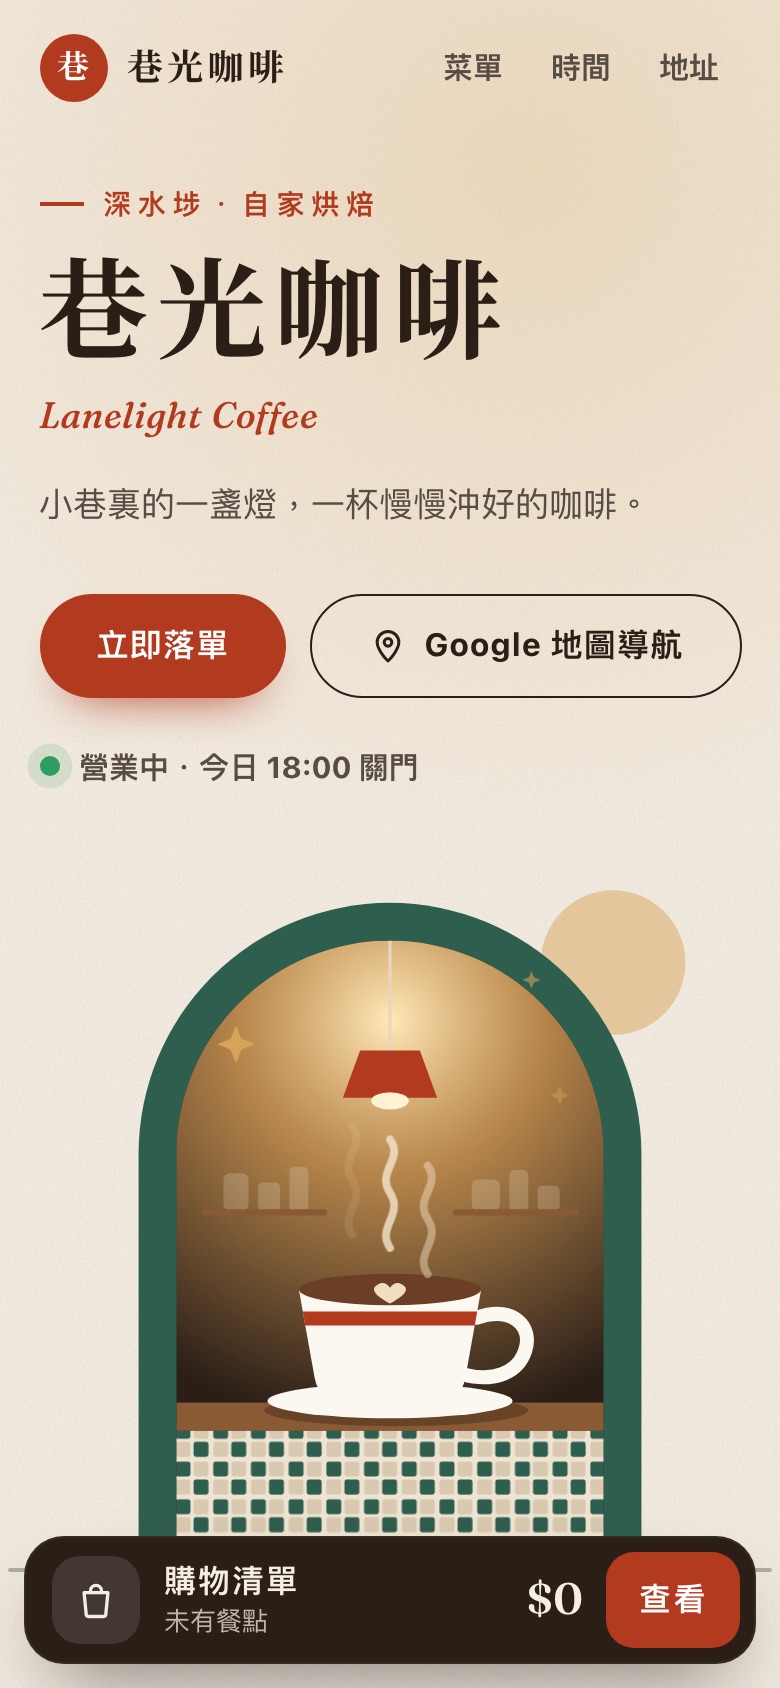 巷 巷光咖啡 菜單 時間 地址
深水埗 · 自家烘焙
巷光咖啡
Lanelight Coffee
小巷裏的一盞燈，一杯慢慢沖好的咖啡。
立即落單 Google 地圖導航
營業中 · 今日 18:00 關門
購物清單
未有餐點
$0 查看